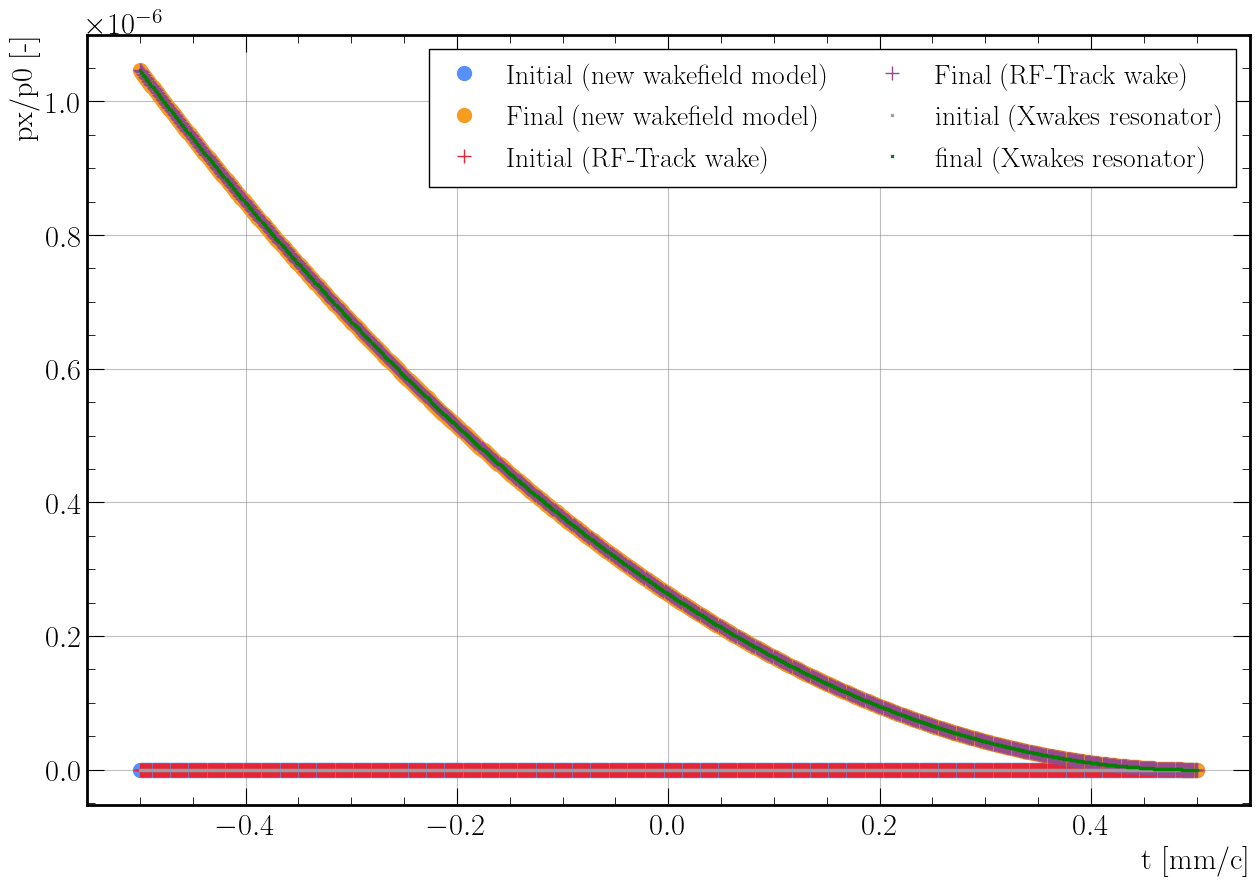 ×10⁻⁶
px/p0 [-]
1.0
0.8
0.6
0.4
0.2
0.0
Initial (new wakefield model)
Final (new wakefield model)
Initial (RF-Track wake)
Final (RF-Track wake)
initial (Xwakes resonator)
final (Xwakes resonator)
−0.4 −0.2 0.0 0.2 0.4
t [mm/c]